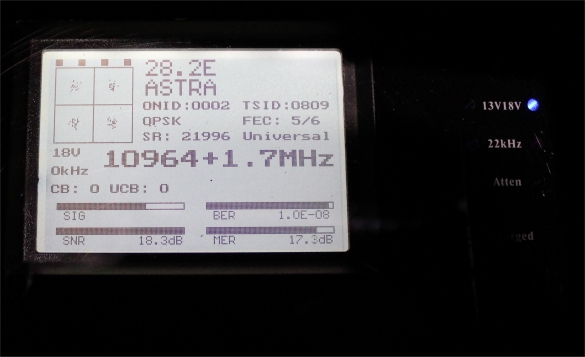 28.2E
ASTRA
ONID:0002 TSID:0809
QPSK FEC: 5/6
SR: 21996 Universal
18V
0kHz
10964+1.7MHz
CB: 0 UCB: 0
SIG
BER 1.0E-08
SNR 18.3dB
MER 17.3dB
13V18V
22kHz
Atten